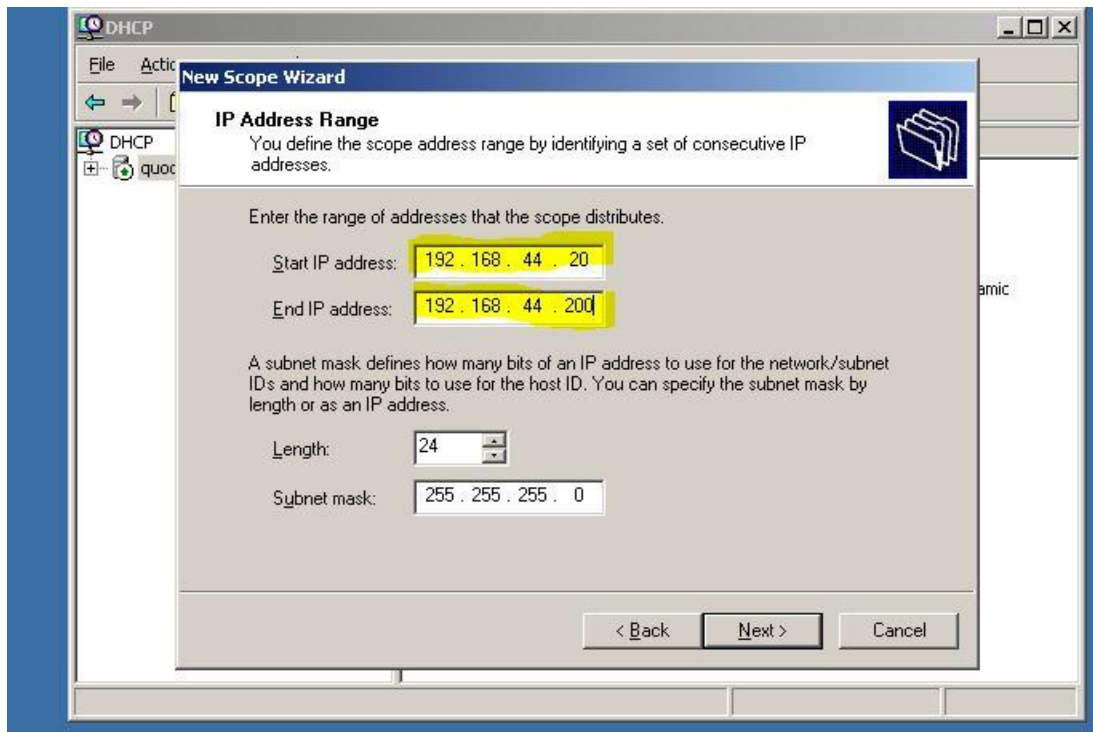 DHCP
File
New Scope Wizard
IP Address Range
You define the scope address range by identifying a set of consecutive IP
addresses.
DHCP
Enter the range of addresses that the scope distributes.
Start IP address: 192 . 168 . 44 . 20
End IP address: 192 . 168 . 44 . 200
A subnet mask defines how many bits of an IP address to use for the network/subnet
IDs and how many bits to use for the host ID. You can specify the subnet mask by
length or as an IP address.
Length: 24
Subnet mask: 255 . 255 . 255 . 0
< Back
Next >
Cancel